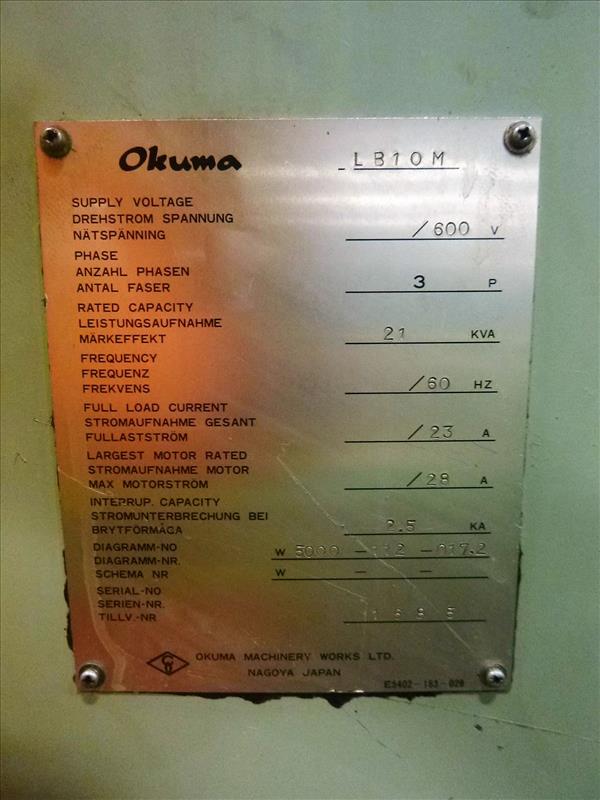 Okuma LB10M
SUPPLY VOLTAGE
DREHSTROM SPANNUNG
NÄTSPÄNNING /600 V
PHASE
ANZAHL PHASEN
ANTAL FASER 3 P
RATED CAPACITY
LEISTUNGSAUFNAHME
MÄRKEFFEKT 21 KVA
FREQUENCY
FREQUENZ
FREKVENS /60 HZ
FULL LOAD CURRENT
STROMAUFNAHME GESANT
FULLASTSTRÖM /23 A
LARGEST MOTOR RATED
STROMAUFNAHME MOTOR
MAX MOTORSTRÖM /28 A
INTEPRUP. CAPACITY
STROMUNTERBRECHUNG BEI
BRYTFÖRMÅGA 2.5 KA
DIAGRAMM-NO
DIAGRAMM-NR. W 5000
SCHEMA NR W — —
SERIAL-NO
SERIEN-NR.
TILLV.-NR
OKUMA MACHINERY WORKS LTD.
NAGOYA JAPAN